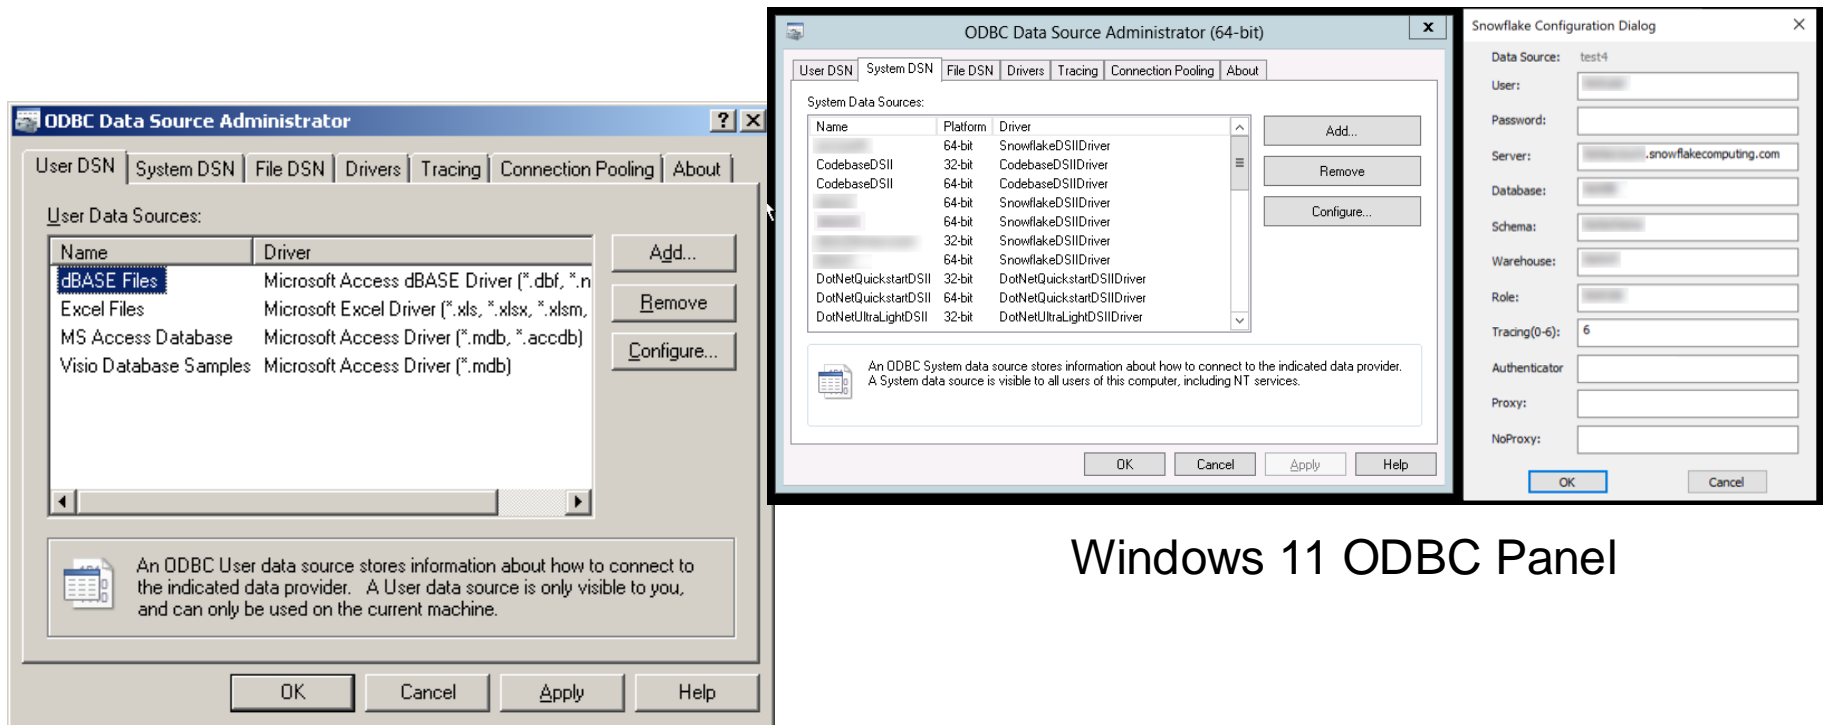 ODBC Data Source Administrator
User DSN System DSN File DSN Drivers Tracing Connection Pooling About
User Data Sources:
Name Driver
dBASE Files Microsoft Access dBASE Driver (*.dbf, *.n
Excel Files Microsoft Excel Driver (*.xls, *.xlsx, *.xlsm,
MS Access Database Microsoft Access Driver (*.mdb, *.accdb)
Visio Database Samples Microsoft Access Driver (*.mdb)
Add...
Remove
Configure...
An ODBC User data source stores information about how to connect to
the indicated data provider. A User data source is only visible to you,
and can only be used on the current machine.
OK Cancel Apply Help
ODBC Data Source Administrator (64-bit)
User DSN System DSN File DSN Drivers Tracing Connection Pooling About
System Data Sources:
Name Platform Driver
64-bit SnowflakeDSIIDriver
CodebaseDSII 32-bit CodebaseDSIIDriver
CodebaseDSII 64-bit CodebaseDSIIDriver
64-bit SnowflakeDSIIDriver
64-bit SnowflakeDSIIDriver
32-bit SnowflakeDSIIDriver
64-bit SnowflakeDSIIDriver
DotNetQuickstartDSII 32-bit DotNetQuickstartDSIIDriver
DotNetQuickstartDSII 64-bit DotNetQuickstartDSIIDriver
DotNetUltraLightDSII 32-bit DotNetUltraLightDSIIDriver
Add...
Remove
Configure...
An ODBC System data source stores information about how to connect to the indicated data provider.
A System data source is visible to all users of this computer, including NT services.
OK Cancel Apply Help
Snowflake Configuration Dialog
Data Source: test4
User:
Password:
Server: .snowflakecomputing.com
Database:
Schema:
Warehouse:
Role:
Tracing(0-6): 6
Authenticator
Proxy:
NoProxy:
OK Cancel
Windows 11 ODBC Panel